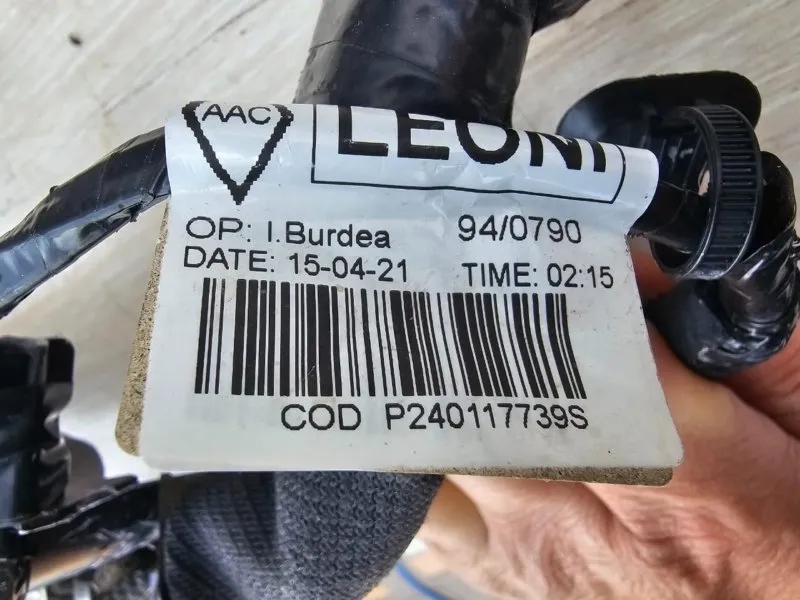 AAC
LEONI
OP: I.Burdea 94/0790
DATE: 15-04-21 TIME: 02:15
COD P240117739S